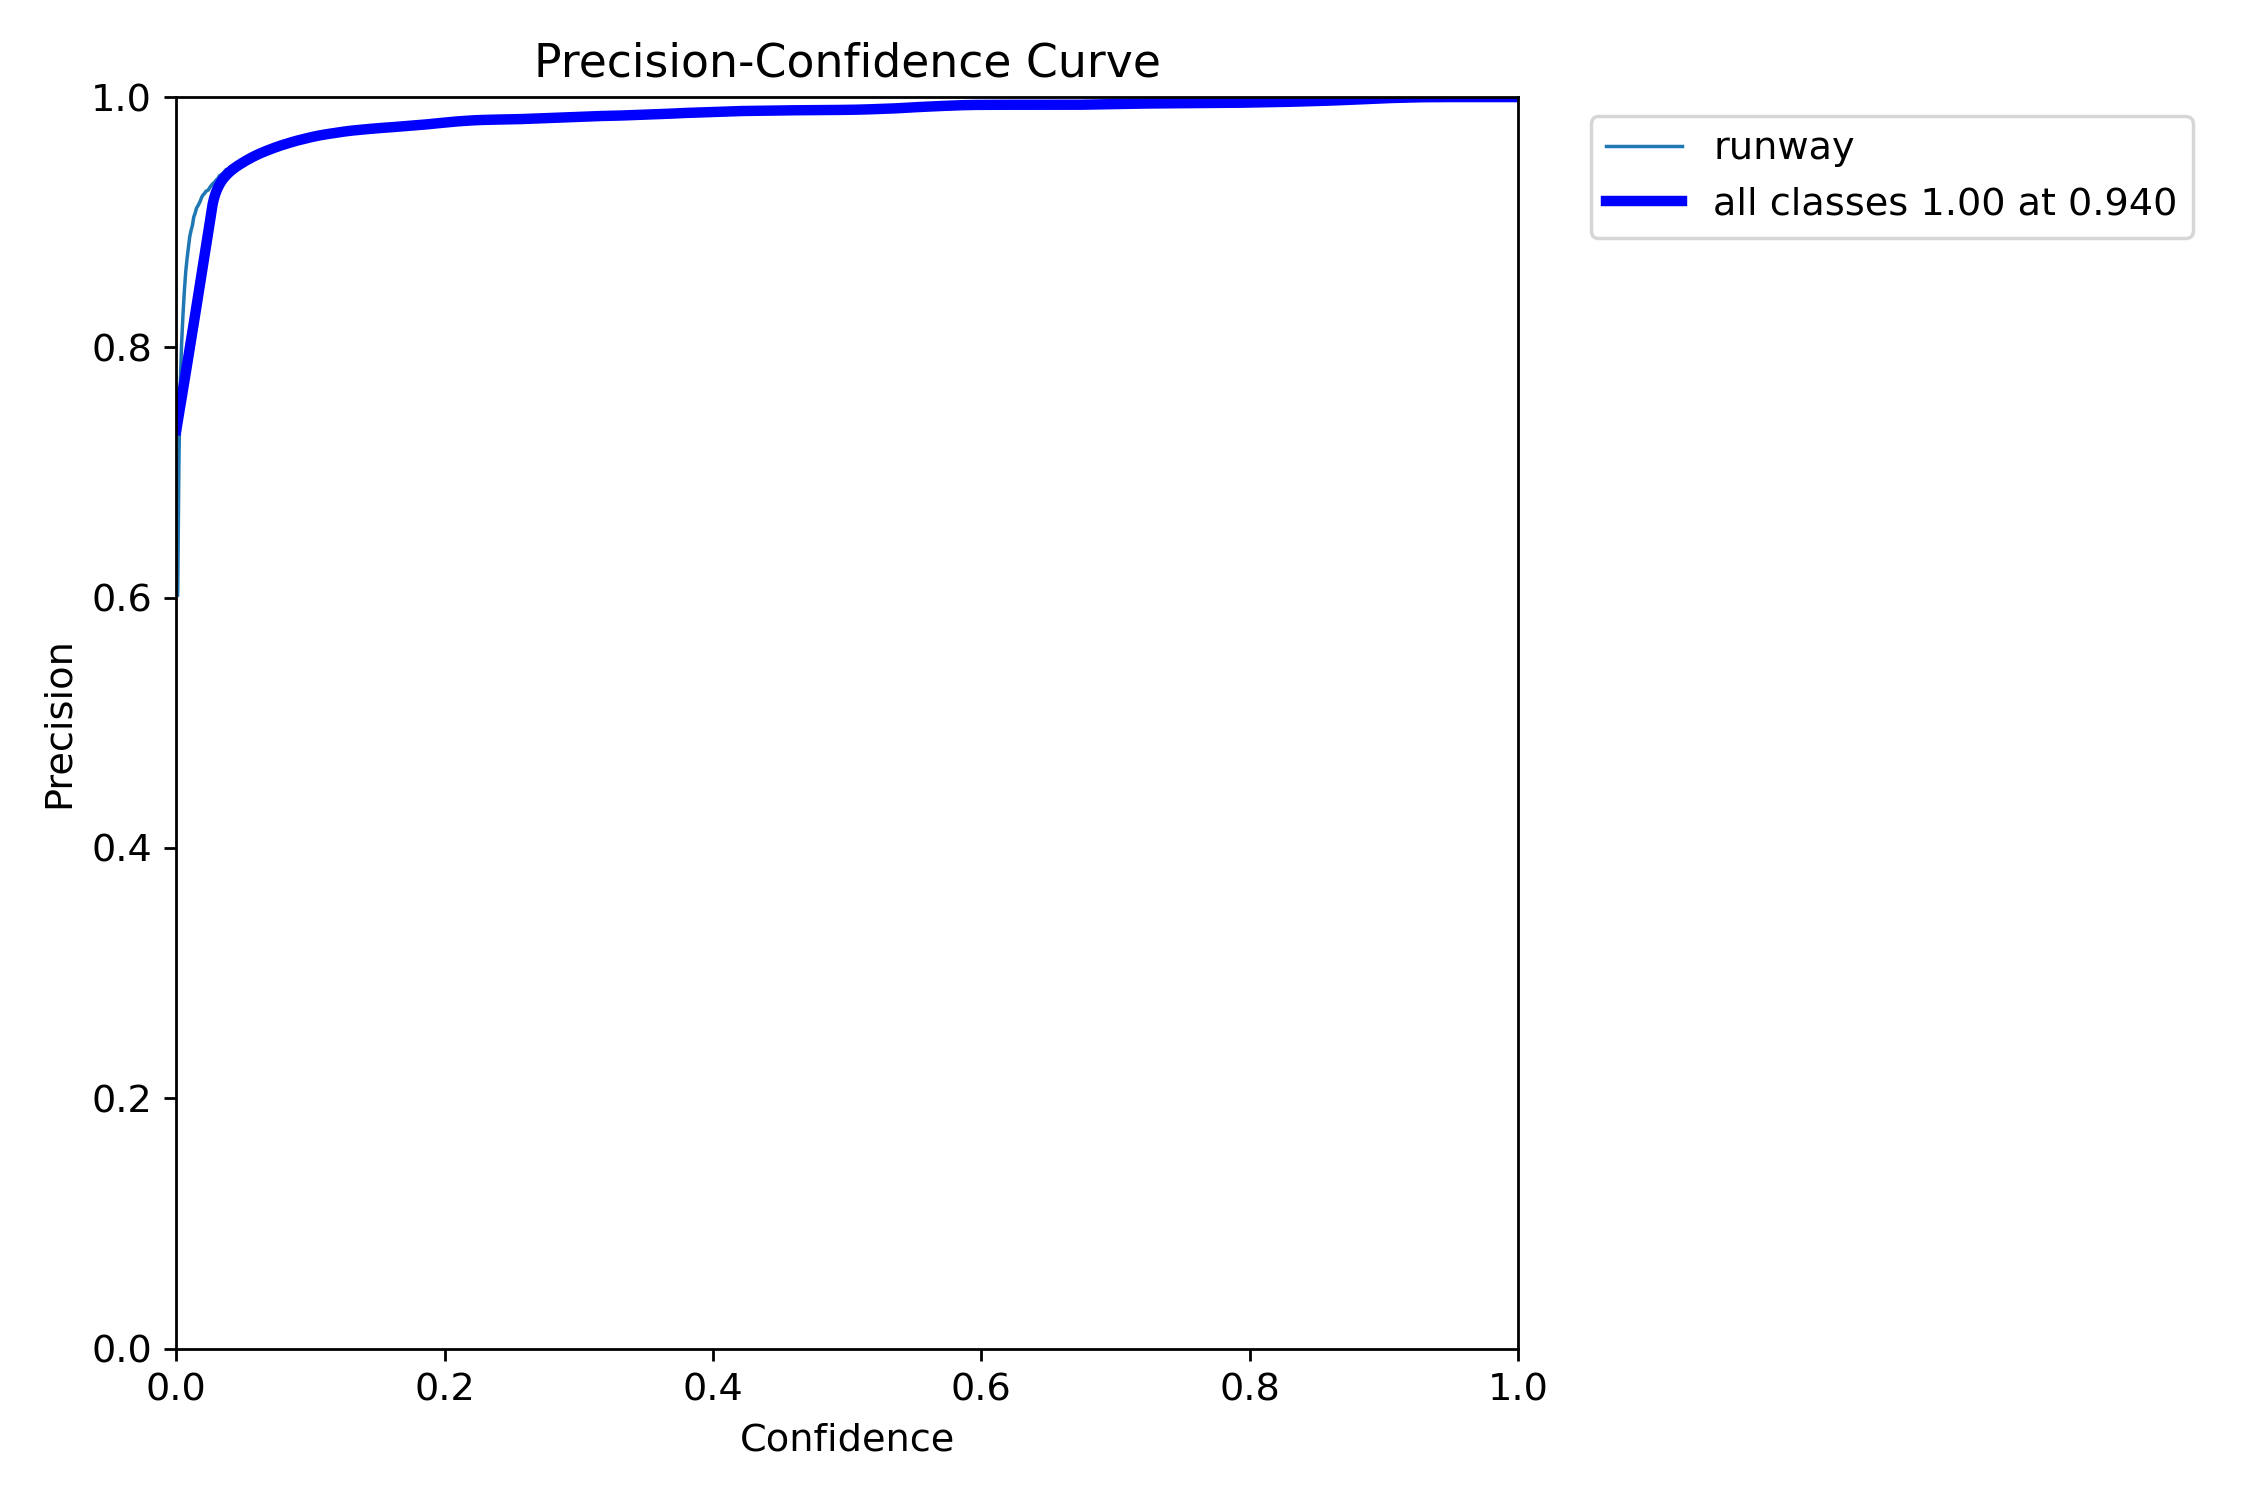 Precision-Confidence Curve
1.0
0.8
0.6
0.4
0.2
0.0
Precision
0.0 0.2 0.4 0.6 0.8 1.0
Confidence
runway
all classes 1.00 at 0.940